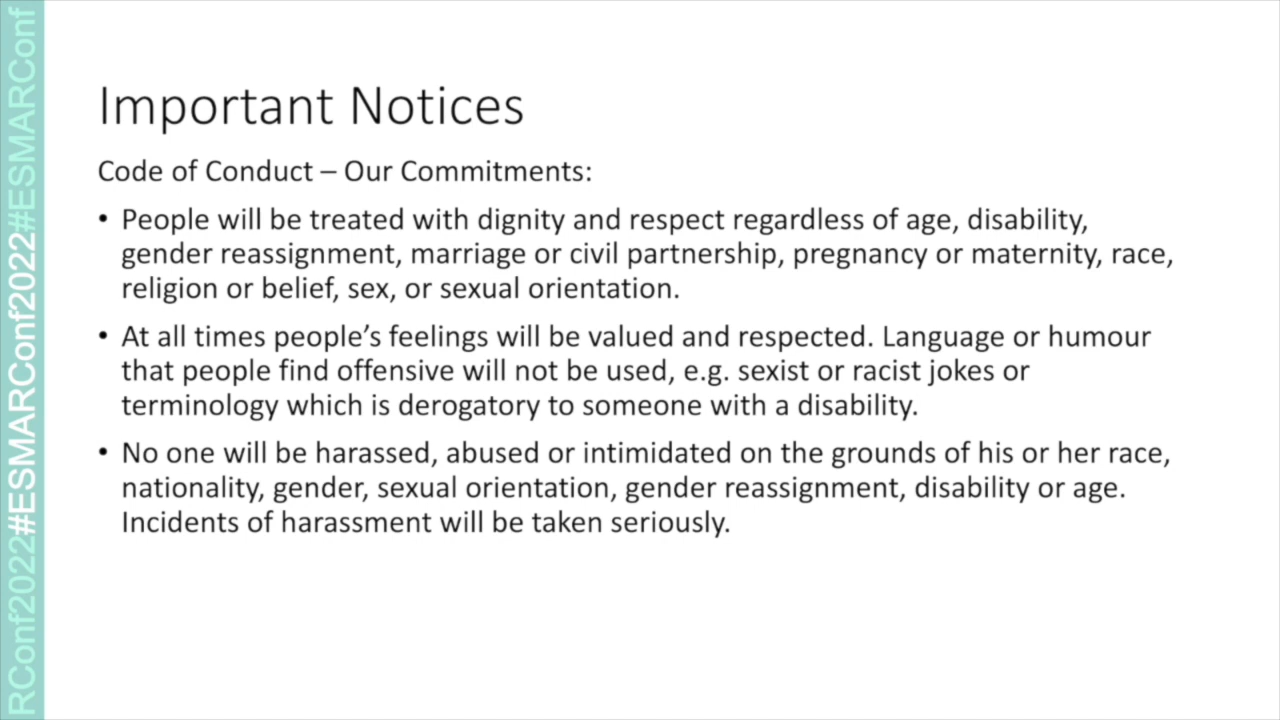 Important Notices
Code of Conduct – Our Commitments:
• People will be treated with dignity and respect regardless of age, disability,
gender reassignment, marriage or civil partnership, pregnancy or maternity, race,
religion or belief, sex, or sexual orientation.
• At all times people’s feelings will be valued and respected. Language or humour
that people find offensive will not be used, e.g. sexist or racist jokes or
terminology which is derogatory to someone with a disability.
• No one will be harassed, abused or intimidated on the grounds of his or her race,
nationality, gender, sexual orientation, gender reassignment, disability or age.
Incidents of harassment will be taken seriously.
RConf2022#ESMARConf2022#ESMARConf